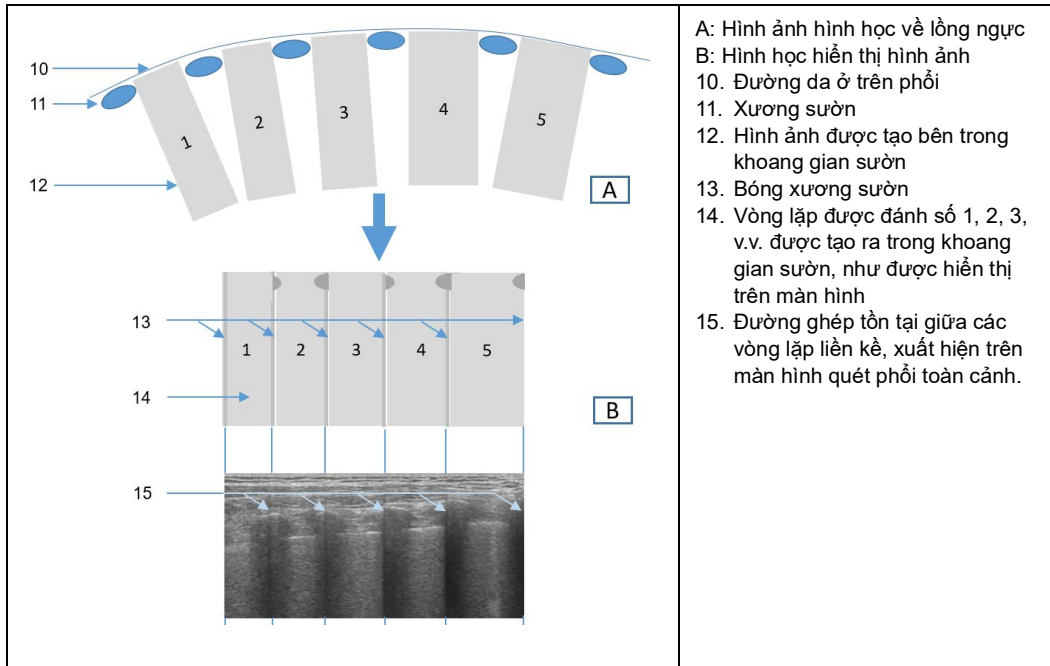 10
11
12
1
2
3
4
5
A
13
14
1
2
3
4
5
B
15
A: Hình ảnh hình học về lồng ngực
B: Hình học hiển thị hình ảnh
10. Đường da ở trên phổi
11. Xương sườn
12. Hình ảnh được tạo bên trong
khoang gian sườn
13. Bóng xương sườn
14. Vòng lặp được đánh số 1, 2, 3,
v.v. được tạo ra trong khoang
gian sườn, như được hiển thị
trên màn hình
15. Đường ghép tồn tại giữa các
vòng lặp liền kề, xuất hiện trên
màn hình quét phổi toàn cảnh.